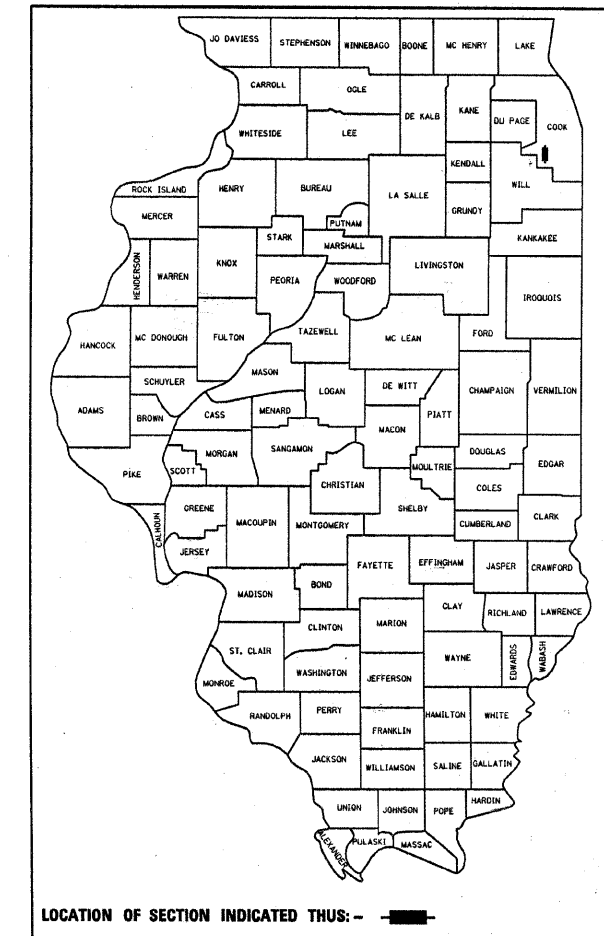 JO DAVIESS STEPHENSON WINNEBAGO BOONE MC HENRY LAKE
CARROLL OGLE DE KALB KANE DU PAGE COOK
WHITESIDE LEE
KENDALL WILL
ROCK ISLAND HENRY BUREAU LA SALLE GRUNDY
MERCER PUTNAM
STARK MARSHALL KANKAKEE
HENDERSON WARREN KNOX PEORIA WOODFORD LIVINGSTON IROQUOIS
HANCOCK MC DONOUGH FULTON TAZEWELL MC LEAN FORD
MASON
SCHUYLER LOGAN DE WITT CHAMPAIGN VERMILION
ADAMS BROWN CASS MENARD MACON PIATT
MORGAN SANGAMON DOUGLAS EDGAR
PIKE SCOTT CHRISTIAN MOULTRIE COLES
GREENE MACOUPIN MONTGOMERY SHELBY CUMBERLAND CLARK
CALHOUN JERSEY
FAYETTE EFFINGHAM JASPER CRAWFORD
MADISON BOND
CLAY RICHLAND LAWRENCE
CLINTON MARION
ST. CLAIR WAYNE EDWARDS WABASH
MONROE WASHINGTON JEFFERSON
RANDOLPH PERRY HAMILTON WHITE
FRANKLIN
JACKSON WILLIAMSON SALINE GALLATIN
UNION JOHNSON POPE HARDIN
ALEXANDER PULASKI MASSAC
LOCATION OF SECTION INDICATED THUS: -